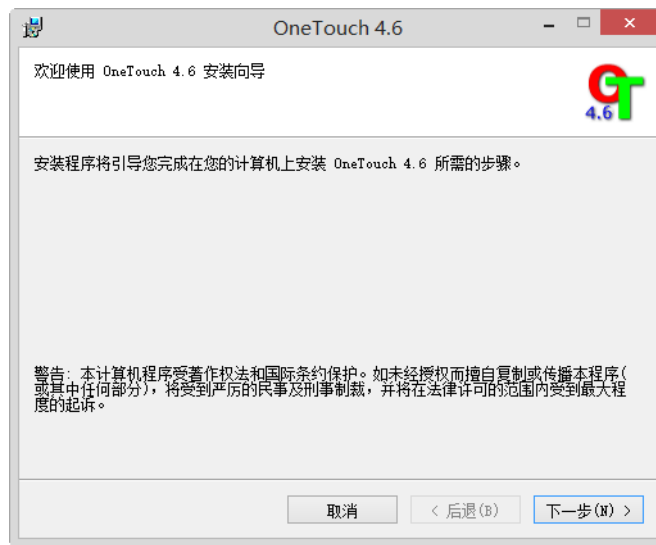 OneTouch 4.6
欢迎使用 OneTouch 4.6 安装向导
OT
4.6
安装程序将引导您完成在您的计算机上安装 OneTouch 4.6 所需的步骤。
警告: 本计算机程序受著作权法和国际条约保护。如未经授权而擅自复制或传播本程序(
或其中任何部分)，将受到严厉的民事及刑事制裁，并将在法律许可的范围内受到最大程
度的起诉。
取消 < 后退(B) 下一步(N) >